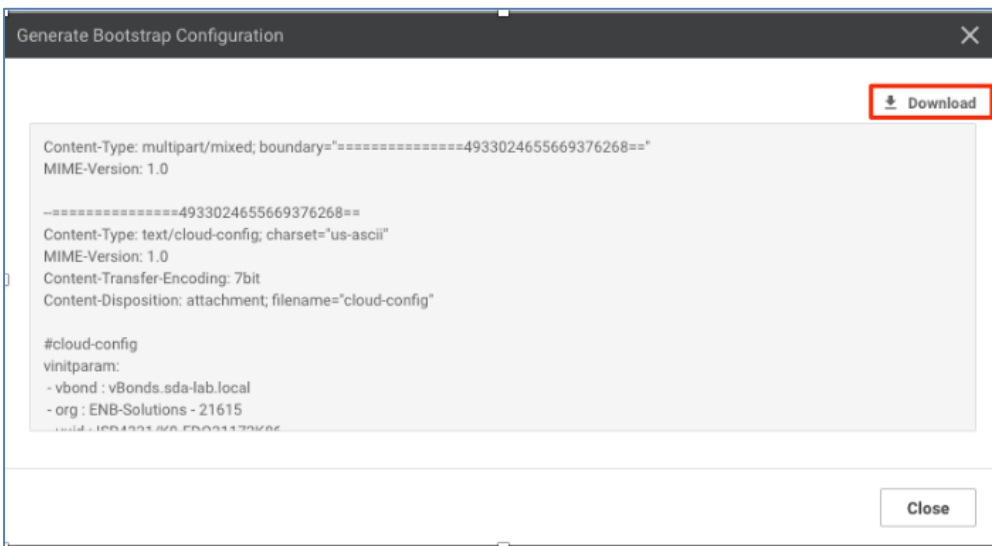 Generate Bootstrap Configuration
Download
Content-Type: multipart/mixed; boundary="===============4933024655669376268=="
MIME-Version: 1.0
--===============4933024655669376268==
Content-Type: text/cloud-config; charset="us-ascii"
MIME-Version: 1.0
Content-Transfer-Encoding: 7bit
Content-Disposition: attachment; filename="cloud-config"
#cloud-config
vinitparam:
- vbond : vBonds.sda-lab.local
- org : ENB-Solutions - 21615
Close